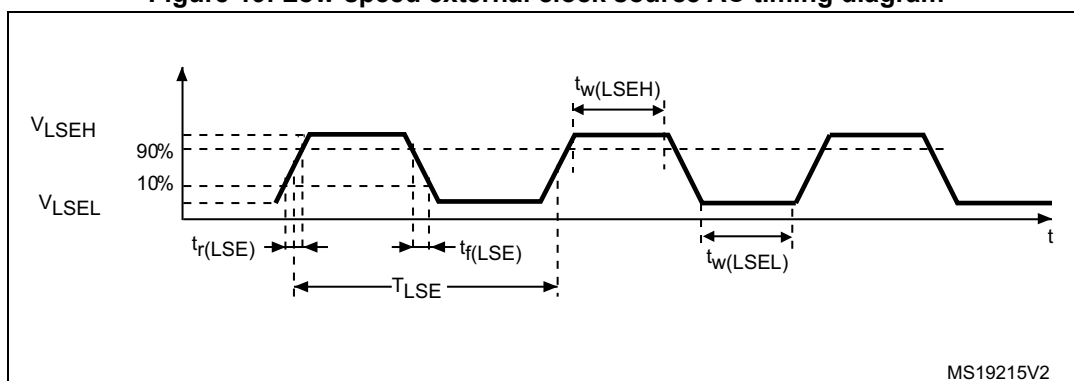 Figure 19. Low-speed external clock source AC timing diagram
tw(LSEH)
VLSEH
90%
10%
VLSEL
tr(LSE)
tf(LSE)
t
TLSE
tw(LSEL)
MS19215V2